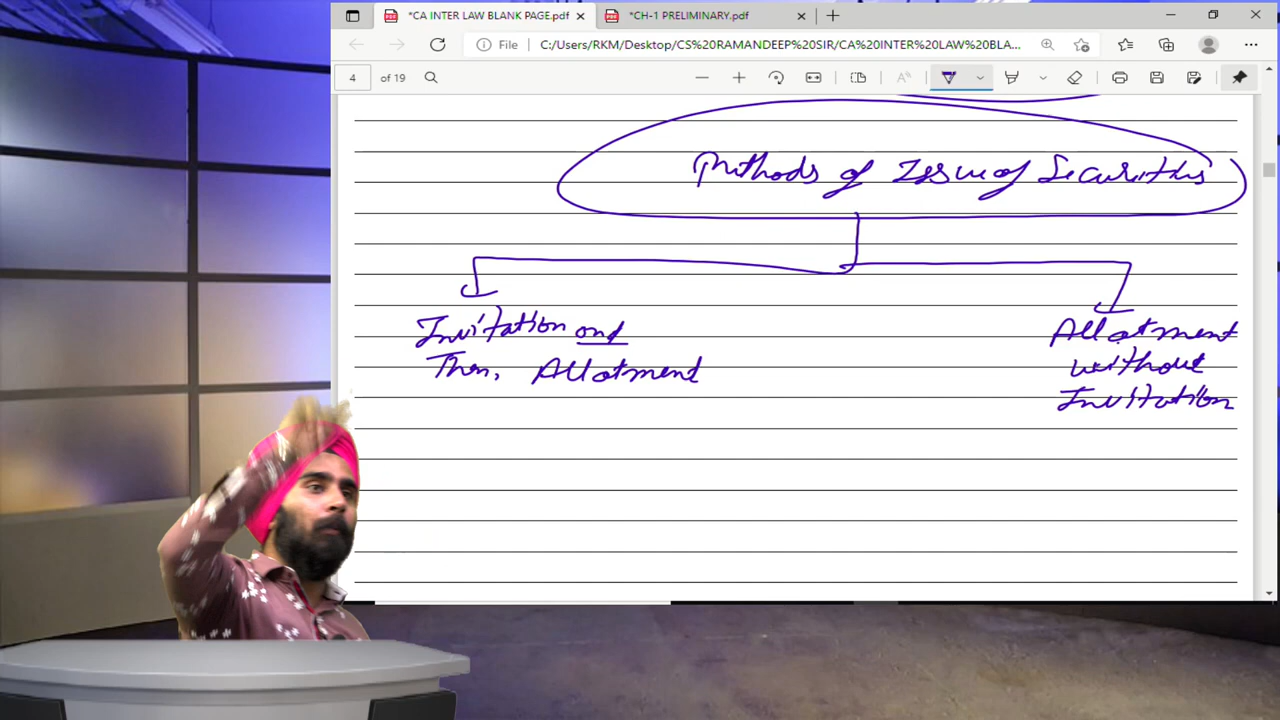 *CA INTER LAW BLANK PAGE.pdf
*CH-1 PRELIMINARY.pdf
File
C:/Users/RKM/Desktop/CS%20RAMANDEEP%20SIR/CA%20INTER%20LAW%20BLA...
4 of 19
Methods of Issue of Securities
Invitation and
Then, Allotment
Allotment
without
Invitation